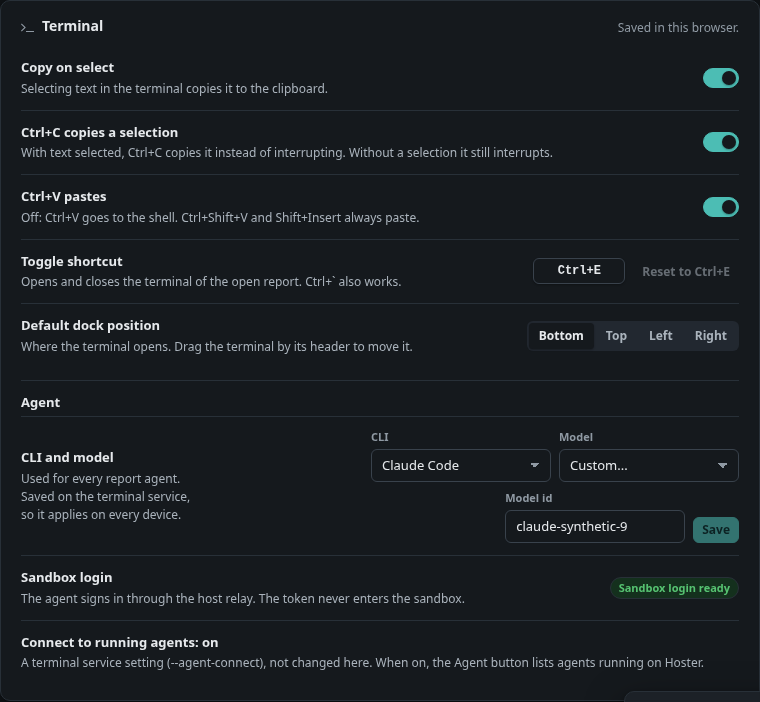 >_ Terminal
Saved in this browser.
Copy on select
Selecting text in the terminal copies it to the clipboard.
Ctrl+C copies a selection
With text selected, Ctrl+C copies it instead of interrupting. Without a selection it still interrupts.
Ctrl+V pastes
Off: Ctrl+V goes to the shell. Ctrl+Shift+V and Shift+Insert always paste.
Toggle shortcut
Opens and closes the terminal of the open report. Ctrl+` also works.
Ctrl+E
Reset to Ctrl+E
Default dock position
Where the terminal opens. Drag the terminal by its header to move it.
Bottom Top Left Right
Agent
CLI and model
Used for every report agent.
Saved on the terminal service,
so it applies on every device.
CLI
Claude Code
Model
Custom...
Model id
claude-synthetic-9
Save
Sandbox login
The agent signs in through the host relay. The token never enters the sandbox.
Sandbox login ready
Connect to running agents: on
A terminal service setting (--agent-connect), not changed here. When on, the Agent button lists agents running on Hoster.